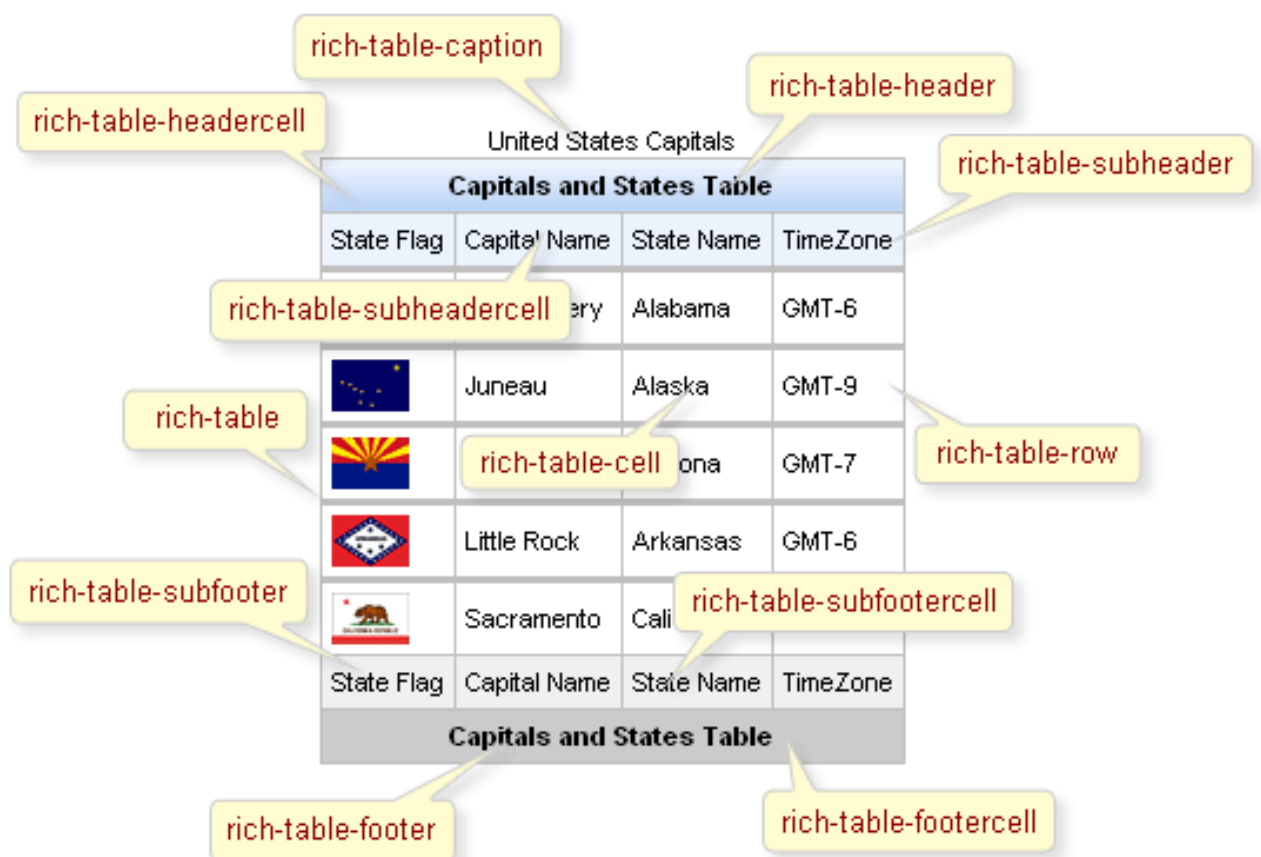 rich-table-caption
rich-table-header
rich-table-headercell
United States Capitals
rich-table-subheader
Capitals and States Table
State Flag Capital Name State Name TimeZone
rich-table-subheadercell
ery Alabama GMT-6
Juneau Alaska GMT-9
rich-table
rich-table-cell
ona GMT-7
rich-table-row
Little Rock Arkansas GMT-6
rich-table-subfooter
rich-table-subfootercell
Sacramento Cali
State Flag Capital Name State Name TimeZone
Capitals and States Table
rich-table-footer
rich-table-footercell